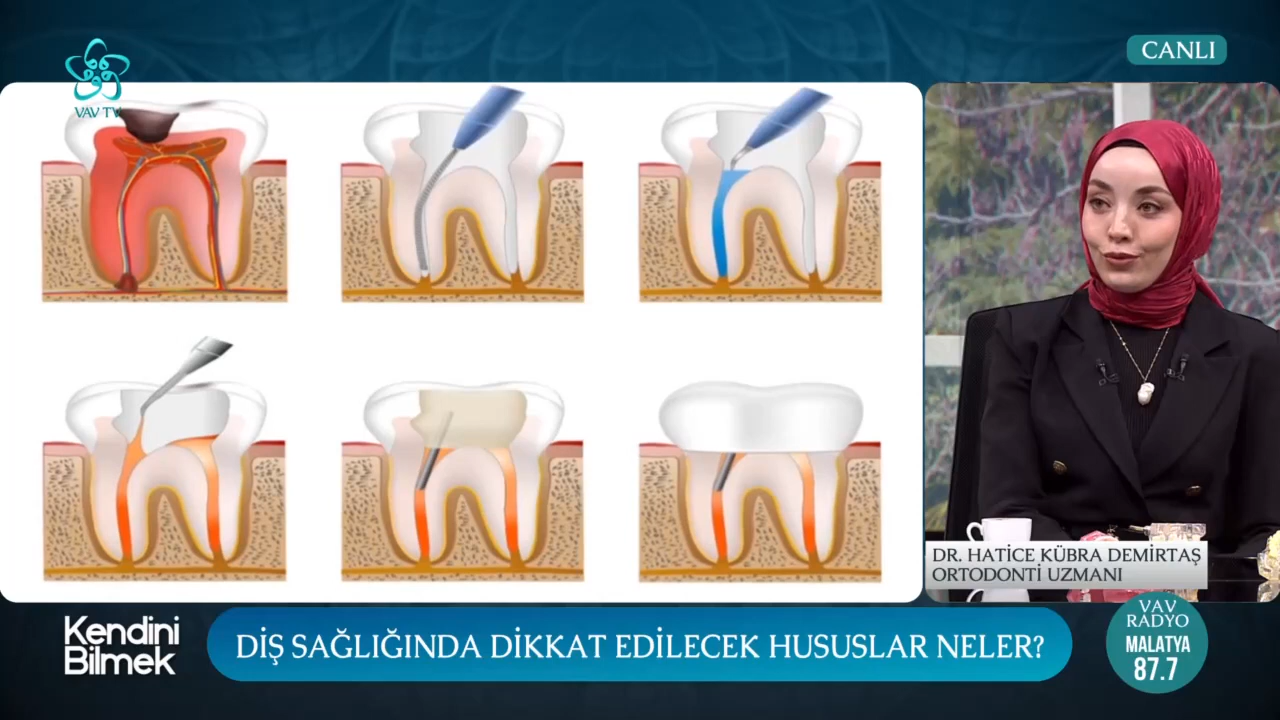 VAV TV
CANLI
DR. HATİCE KÜBRA DEMİRTAŞ
ORTODONTİ UZMANI
Kendini
Bilmek
DİŞ SAĞLIĞINDA DİKKAT EDİLECEK HUSUSLAR NELER?
VAV
RADYO
MALATYA
87.7